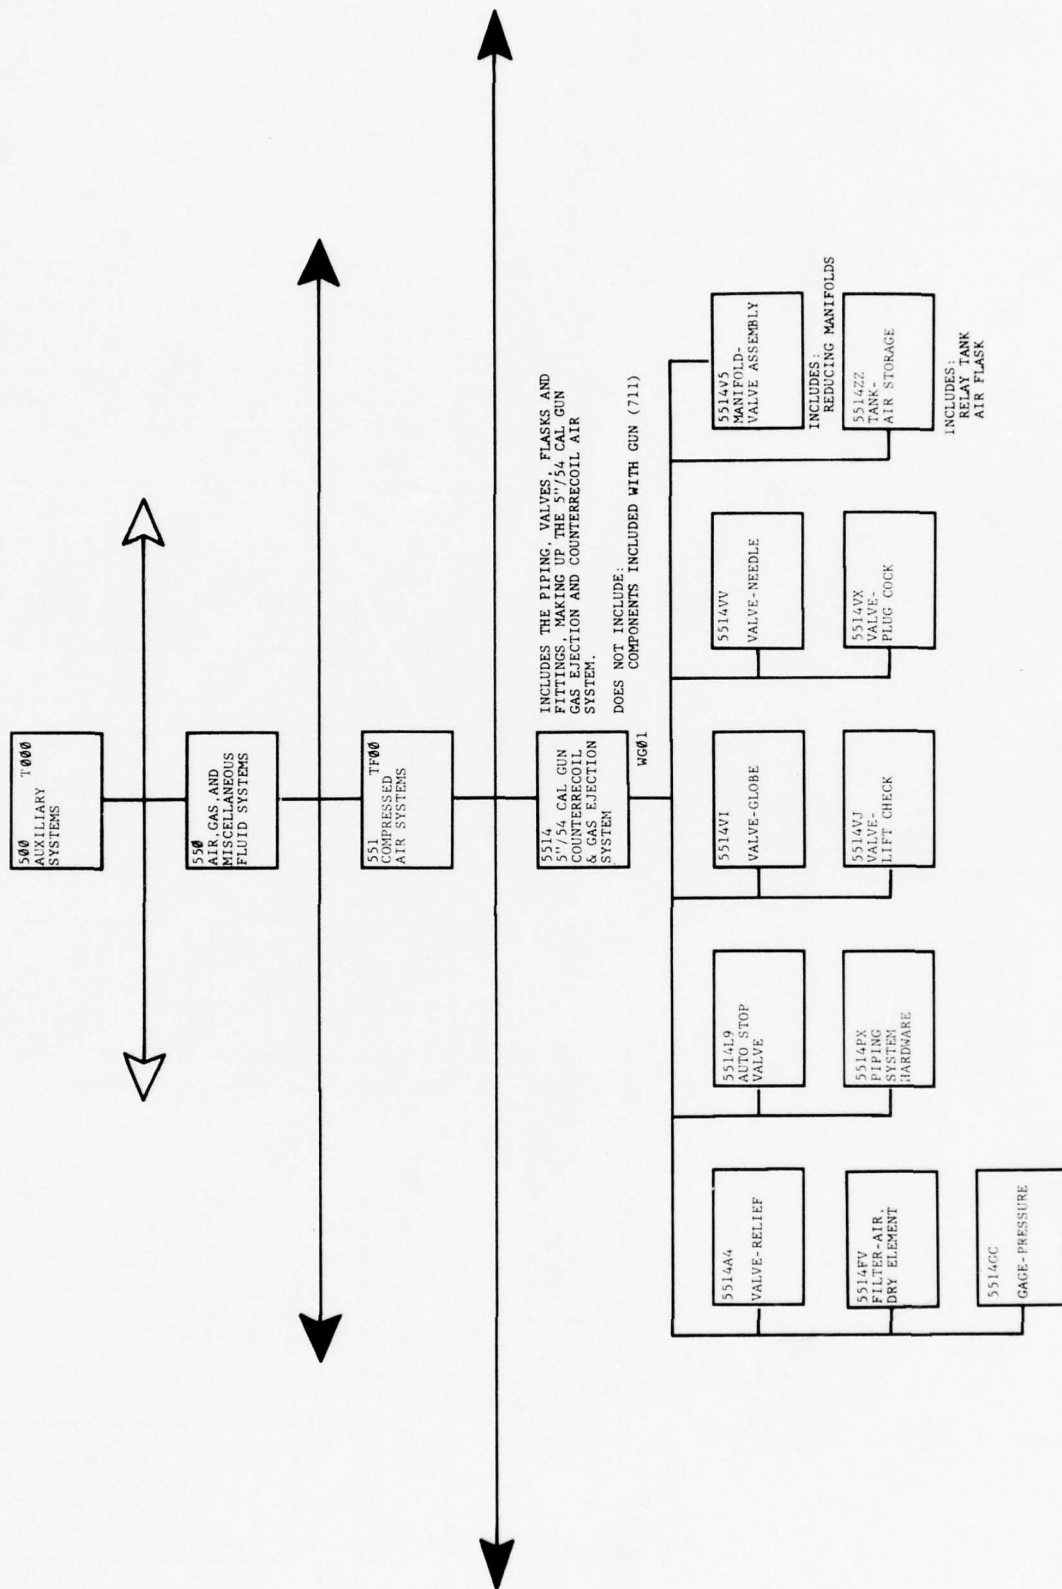 500 T000
AUXILIARY
SYSTEMS
550
AIR,GAS,AND
MISCELLANEOUS
FLUID SYSTEMS
551 TF00
COMPRESSED
AIR SYSTEMS
5514
5"/54 CAL GUN
COUNTERRECOIL
& GAS EJECTION
SYSTEM
WG01
INCLUDES THE PIPING, VALVES, FLASKS AND
FITTINGS, MAKING UP THE 5"/54 CAL GUN
GAS EJECTION AND COUNTERRECOIL AIR
SYSTEM.
DOES NOT INCLUDE:
COMPONENTS INCLUDED WITH GUN (711)
5514A4
VALVE-RELIEF
5514FV
FILTER-AIR,
DRY ELEMENT
5514GC
GAGE-PRESSURE
5514L9
AUTO STOP
VALVE
5514PX
PIPING
SYSTEM
HARDWARE
5514VI
VALVE-GLOBE
5514VJ
VALVE-
LIFT CHECK
5514VV
VALVE-NEEDLE
5514VX
VALVE-
PLUG COCK
5514V5
MANIFOLD-
VALVE ASSEMBLY
INCLUDES:
REDUCING MANIFOLDS
5514ZZ
TANK-
AIR STORAGE
INCLUDES:
RELAY TANK
AIR FLASK